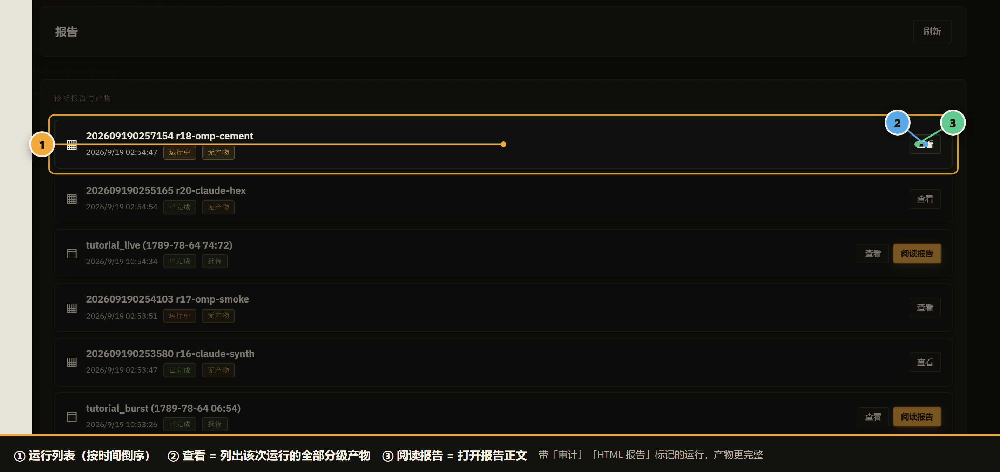 报告
刷新
诊断报告与产物
202609190257154 r18-omp-cement
2026/9/19 02:54:47 运行中 无产物
1
2
3
查看
202609190255165 r20-claude-hex
2026/9/19 02:54:54 已完成 无产物
查看
tutorial_live (1789-78-64 74:72)
2026/9/19 10:54:34 已完成 报告
查看 阅读报告
202609190254103 r17-omp-smoke
2026/9/19 02:53:51 运行中 无产物
查看
202609190253580 r16-claude-synth
2026/9/19 02:53:47 已完成 无产物
查看
tutorial_burst (1789-78-64 06:54)
2026/9/19 10:53:26 已完成 报告
查看 阅读报告
① 运行列表（按时间倒序） ② 查看 = 列出该次运行的全部分级产物 ③ 阅读报告 = 打开报告正文 带「审计」「HTML 报告」标记的运行，产物更完整